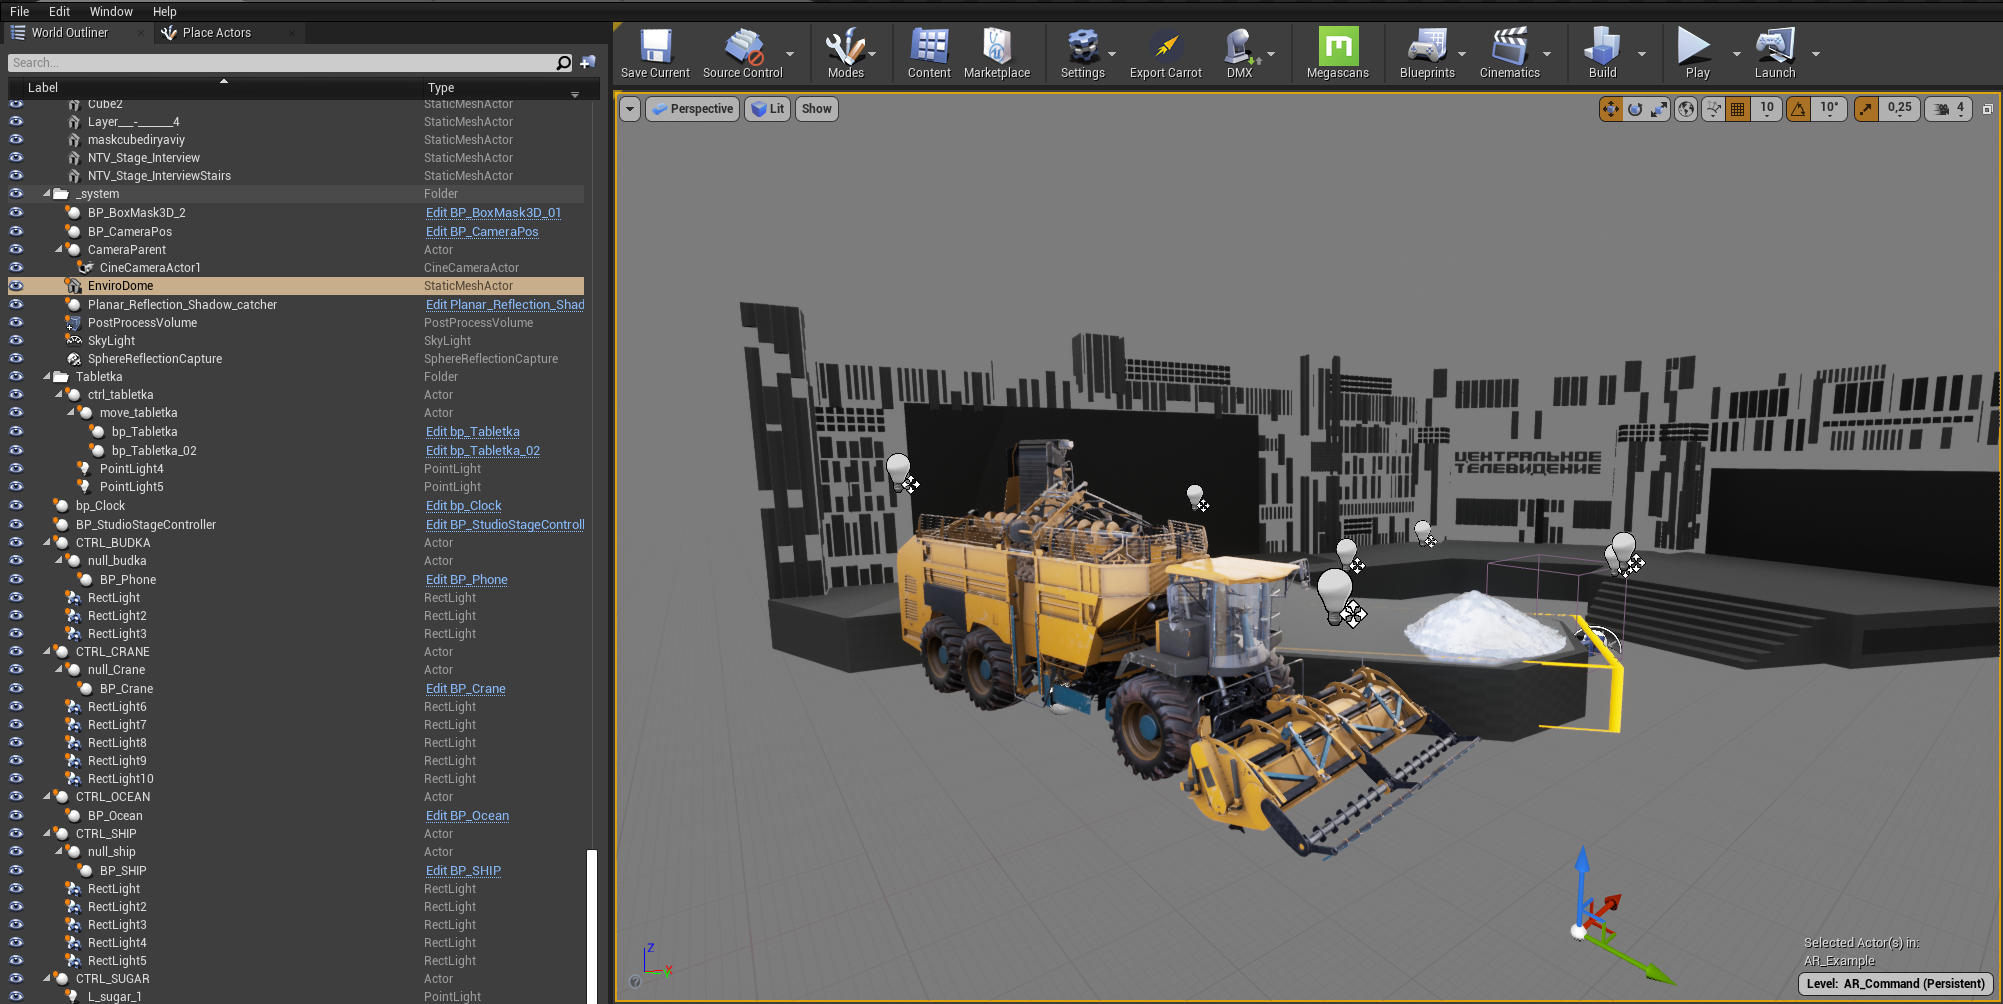 File Edit Window Help
World Outliner Place Actors
Search...
Save Current Source Control Modes Content Marketplace Settings Export Carrot DMX Megascans Blueprints Cinematics Build Play Launch
Label Type
Perspective Lit Show 10 10° 0,25 4
Cube2 StaticMeshActor
Layer___-______4 StaticMeshActor
maskcubediryaviy StaticMeshActor
NTV_Stage_Interview StaticMeshActor
NTV_Stage_InterviewStairs StaticMeshActor
_system Folder
BP_BoxMask3D_2 Edit BP_BoxMask3D_01
BP_CameraPos Edit BP_CameraPos
CameraParent Actor
CineCameraActor1 CineCameraActor
EnviroDome StaticMeshActor
Planar_Reflection_Shadow_catcher Edit Planar_Reflection_Shad
PostProcessVolume PostProcessVolume
SkyLight SkyLight
SphereReflectionCapture SphereReflectionCapture
Tabletka Folder
ctrl_tabletka Actor
move_tabletka Actor
bp_Tabletka Edit bp_Tabletka
bp_Tabletka_02 Edit bp_Tabletka_02
PointLight4 PointLight
PointLight5 PointLight
bp_Clock Edit bp_Clock
BP_StudioStageController Edit BP_StudioStageControll
CTRL_BUDKA Actor
null_budka Actor
BP_Phone Edit BP_Phone
RectLight RectLight
RectLight2 RectLight
RectLight3 RectLight
CTRL_CRANE Actor
null_Crane Actor
BP_Crane Edit BP_Crane
RectLight6 RectLight
RectLight7 RectLight
RectLight8 RectLight
RectLight9 RectLight
RectLight10 RectLight
CTRL_OCEAN Actor
BP_Ocean Edit BP_Ocean
CTRL_SHIP Actor
null_ship Actor
BP_SHIP Edit BP_SHIP
RectLight RectLight
RectLight2 RectLight
RectLight3 RectLight
RectLight4 RectLight
RectLight5 RectLight
CTRL_SUGAR Actor
L_sugar_1 PointLight
ЦЕНТРАЛЬНОЕ
ТЕЛЕВИДЕНИЕ
Z
Y
Selected Actor(s) in:
AR_Example
Level: AR_Command (Persistent)